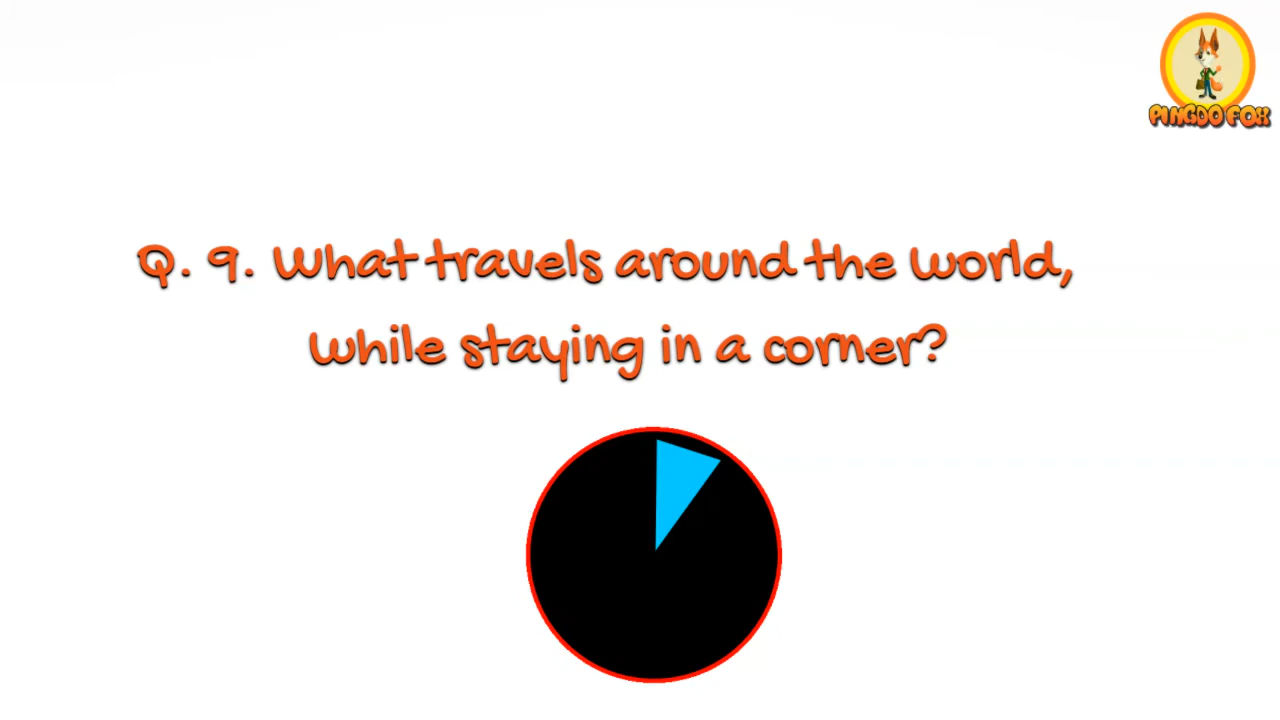 PINGDO FOX
Q. 9. What travels around the world,
while staying in a corner?